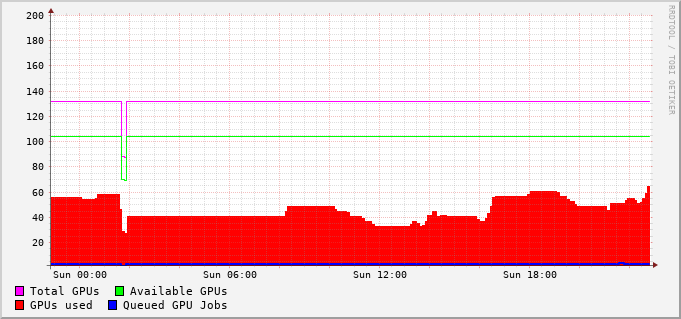 200
180
160
140
120
100
80
60
40
20
Sun 00:00 Sun 06:00 Sun 12:00 Sun 18:00
Total GPUs Available GPUs
GPUs used Queued GPU Jobs
RRDTOOL / TOBI OETIKER